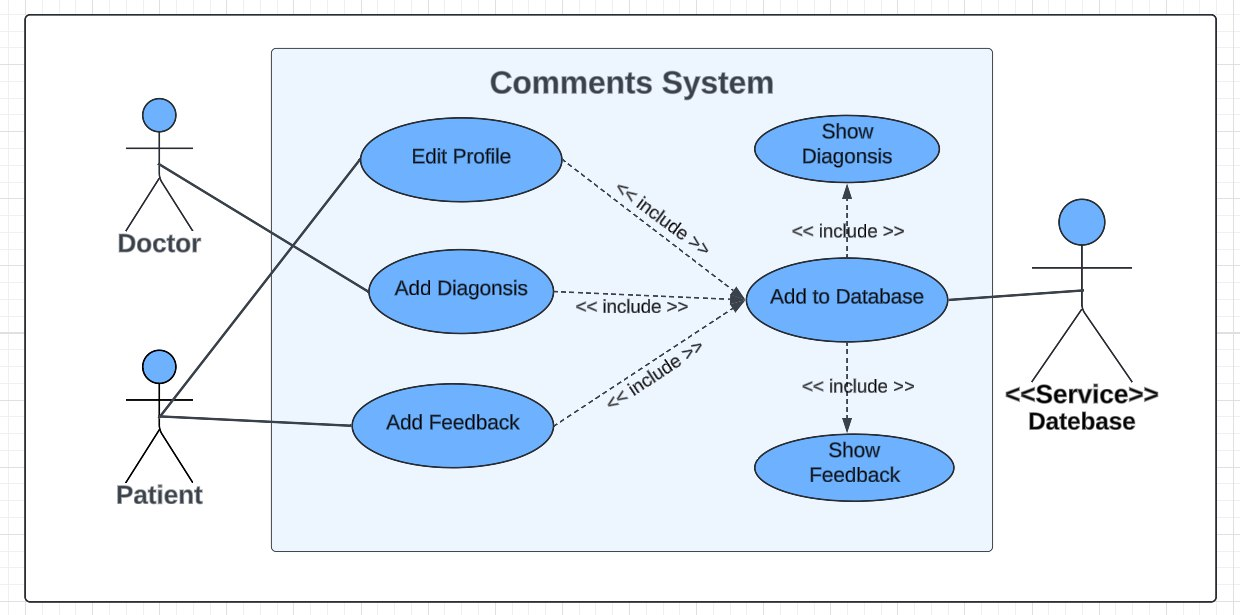 Comments System
Doctor
Patient
Edit Profile
Add Diagonsis
Add Feedback
<< include >>
<< include >>
<< include >>
Show
Diagonsis
<< include >>
Add to Database
<< include >>
Show
Feedback
<<Service>>
Datebase